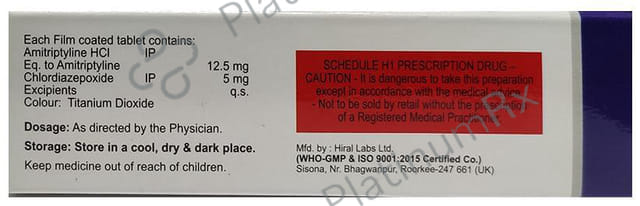 Each Film coated tablet contains:
Amitriptyline HCl IP
Eq. to Amitriptyline 12.5 mg
Chlordiazepoxide IP 5 mg
Excipients q.s.
Colour: Titanium Dioxide
Dosage: As directed by the Physician.
Storage: Store in a cool, dry & dark place.
Keep medicine out of reach of children.
SCHEDULE H1 PRESCRIPTION DRUG –
CAUTION - It is dangerous to take this preparation
except in accordance with the medical advice
- Not to be sold by retail without the prescription
of a Registered Medical Practitioner.
Mfd. by : Hiral Labs Ltd.
(WHO-GMP & ISO 9001:2015 Certified Co.)
Sisona, Nr. Bhagwanpur, Roorkee-247 661 (UK)
PlatinumRx